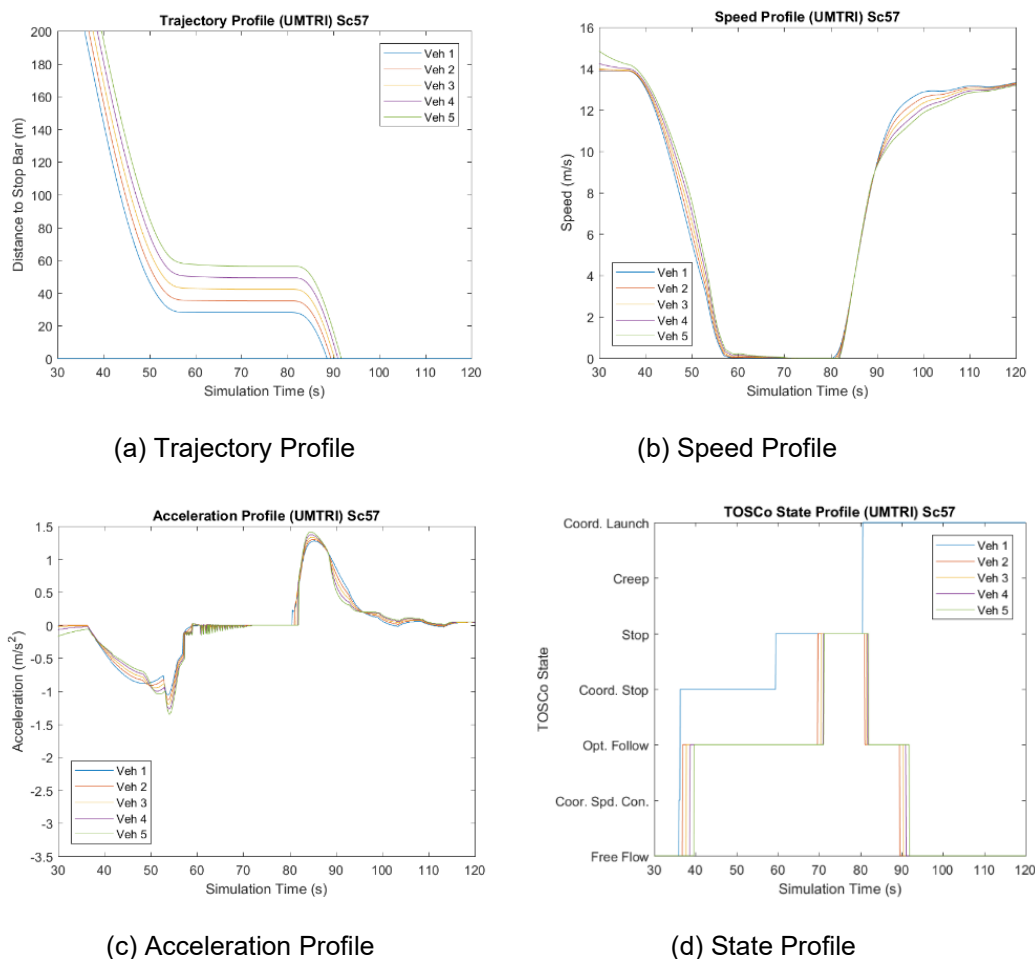 Trajectory Profile (UMTRI) Sc57
200
180
160
140
120
100
80
60
40
20
0
Distance to Stop Bar (m)
Veh 1
Veh 2
Veh 3
Veh 4
Veh 5
30 40 50 60 70 80 90 100 110 120
Simulation Time (s)
(a) Trajectory Profile
Speed Profile (UMTRI) Sc57
16
14
12
10
8
6
4
2
0
Speed (m/s)
Veh 1
Veh 2
Veh 3
Veh 4
Veh 5
30 40 50 60 70 80 90 100 110 120
Simulation Time (s)
(b) Speed Profile
Acceleration Profile (UMTRI) Sc57
1.5
1
0.5
0
-0.5
-1
-1.5
-2
-2.5
-3
-3.5
Acceleration (m/s²)
Veh 1
Veh 2
Veh 3
Veh 4
Veh 5
30 40 50 60 70 80 90 100 110 120
Simulation Time (s)
(c) Acceleration Profile
TOSCo State Profile (UMTRI) Sc57
Coord. Launch
Creep
Stop
Coord. Stop
Opt. Follow
Coor. Spd. Con.
Free Flow
TOSCo State
Veh 1
Veh 2
Veh 3
Veh 4
Veh 5
30 40 50 60 70 80 90 100 110 120
Simulation Time (s)
(d) State Profile